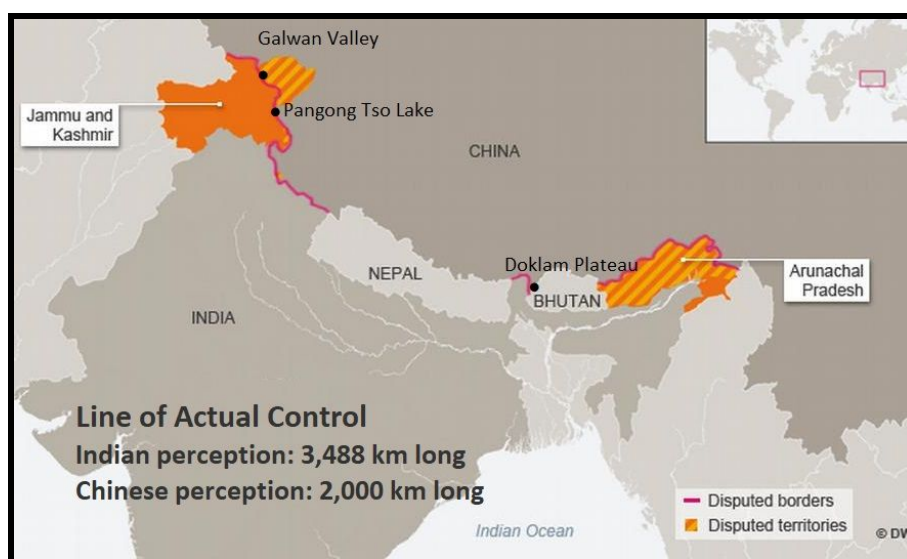 Galwan Valley
Jammu and
Kashmir
Pangong Tso Lake
CHINA
Doklam Plateau
NEPAL
BHUTAN
Arunachal
Pradesh
INDIA
Line of Actual Control
Indian perception: 3,488 km long
Chinese perception: 2,000 km long
Disputed borders
Disputed territories
Indian Ocean
© DW